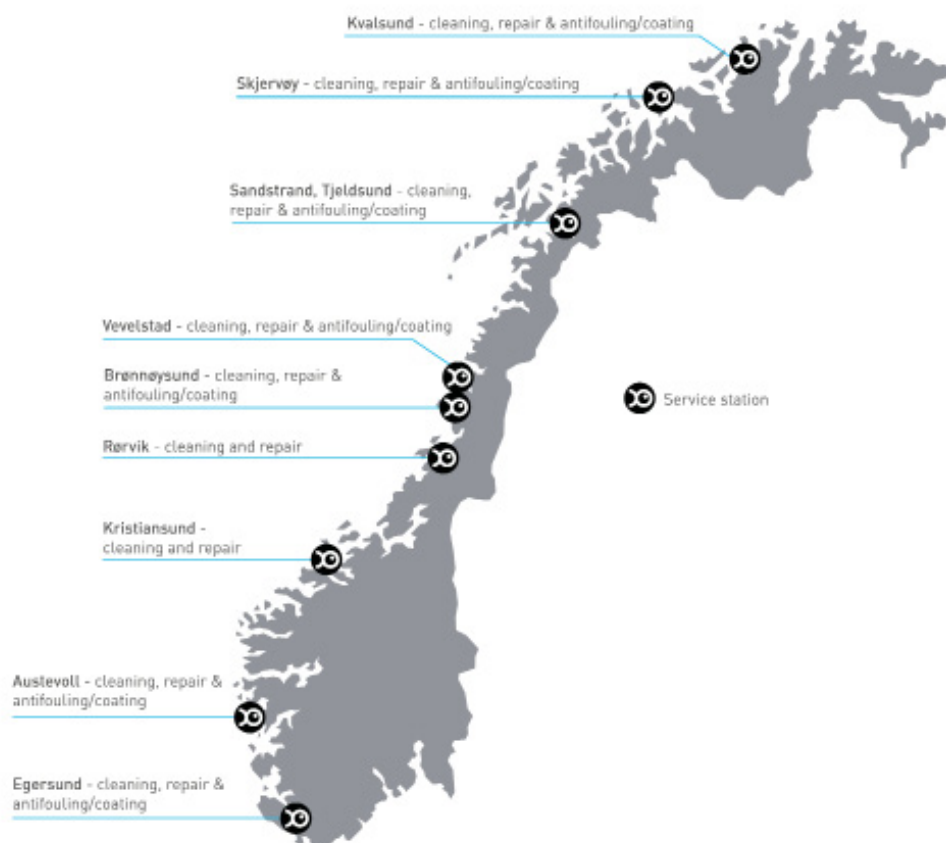 Kvalsund - cleaning, repair & antifouling/coating
Skjervøy - cleaning, repair & antifouling/coating
Sandstrand, Tjeldsund - cleaning,
repair & antifouling/coating
Vevelstad - cleaning, repair & antifouling/coating
Brønnøysund - cleaning, repair &
antifouling/coating
Service station
Rørvik - cleaning and repair
Kristiansund -
cleaning and repair
Austevoll - cleaning, repair &
antifouling/coating
Egersund - cleaning, repair &
antifouling/coating